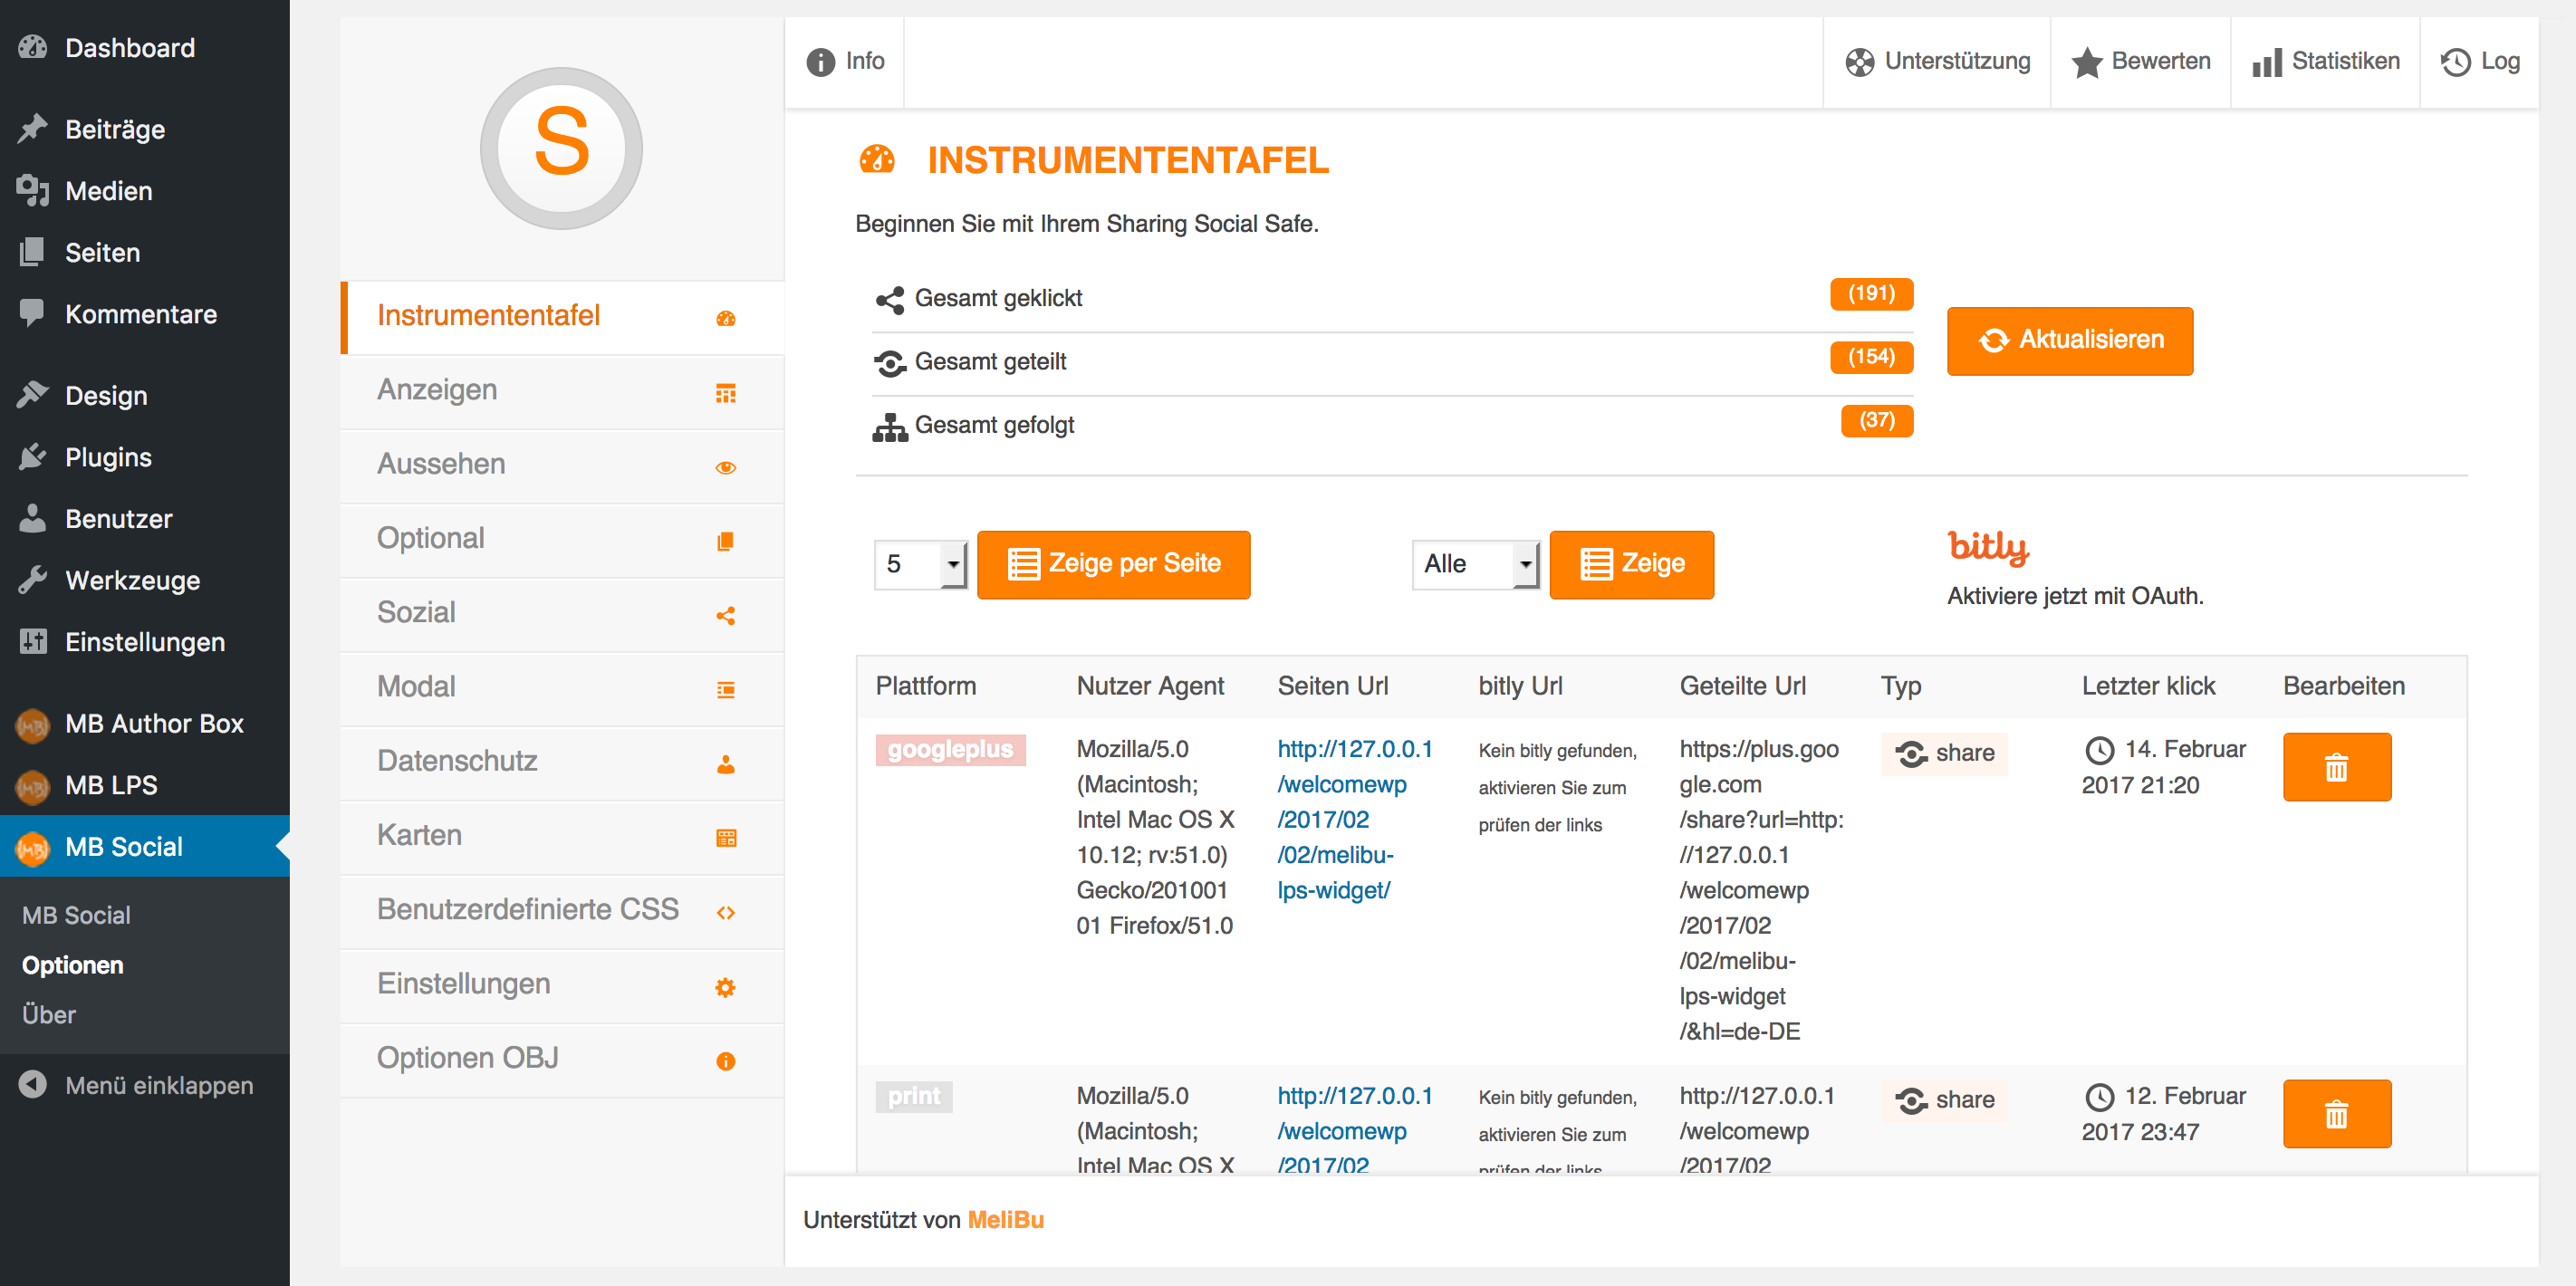 Dashboard
Beiträge
Medien
Seiten
Kommentare
Design
Plugins
Benutzer
Werkzeuge
Einstellungen
MB Author Box
MB LPS
MB Social
MB Social
Optionen
Über
Menü einklappen
S
Instrumententafel
Anzeigen
Aussehen
Optional
Sozial
Modal
Datenschutz
Karten
Benutzerdefinierte CSS
Einstellungen
Optionen OBJ
Info
Unterstützung
Bewerten
Statistiken
Log
INSTRUMENTENTAFEL
Beginnen Sie mit Ihrem Sharing Social Safe.
Gesamt geklickt (191)
Gesamt geteilt (154)
Gesamt gefolgt (37)
Aktualisieren
5
Zeige per Seite
Alle
Zeige
bitly
Aktiviere jetzt mit OAuth.
Plattform
Nutzer Agent
Seiten Url
bitly Url
Geteilte Url
Typ
Letzter klick
Bearbeiten
googleplus
Mozilla/5.0
(Macintosh;
Intel Mac OS X
10.12; rv:51.0)
Gecko/201001
01 Firefox/51.0
http://127.0.0.1
/welcomewp
/2017/02
/02/melibu-
lps-widget/
Kein bitly gefunden,
aktivieren Sie zum
prüfen der links
https://plus.goo
gle.com
/share?url=http:
//127.0.0.1
/welcomewp
/2017/02
/02/melibu-
lps-widget
/&hl=de-DE
share
14. Februar
2017 21:20
print
Mozilla/5.0
(Macintosh;
Intel Mac OS X
http://127.0.0.1
/welcomewp
/2017/02
Kein bitly gefunden,
aktivieren Sie zum
prüfen der links
http://127.0.0.1
/welcomewp
/2017/02
share
12. Februar
2017 23:47
Unterstützt von MeliBu